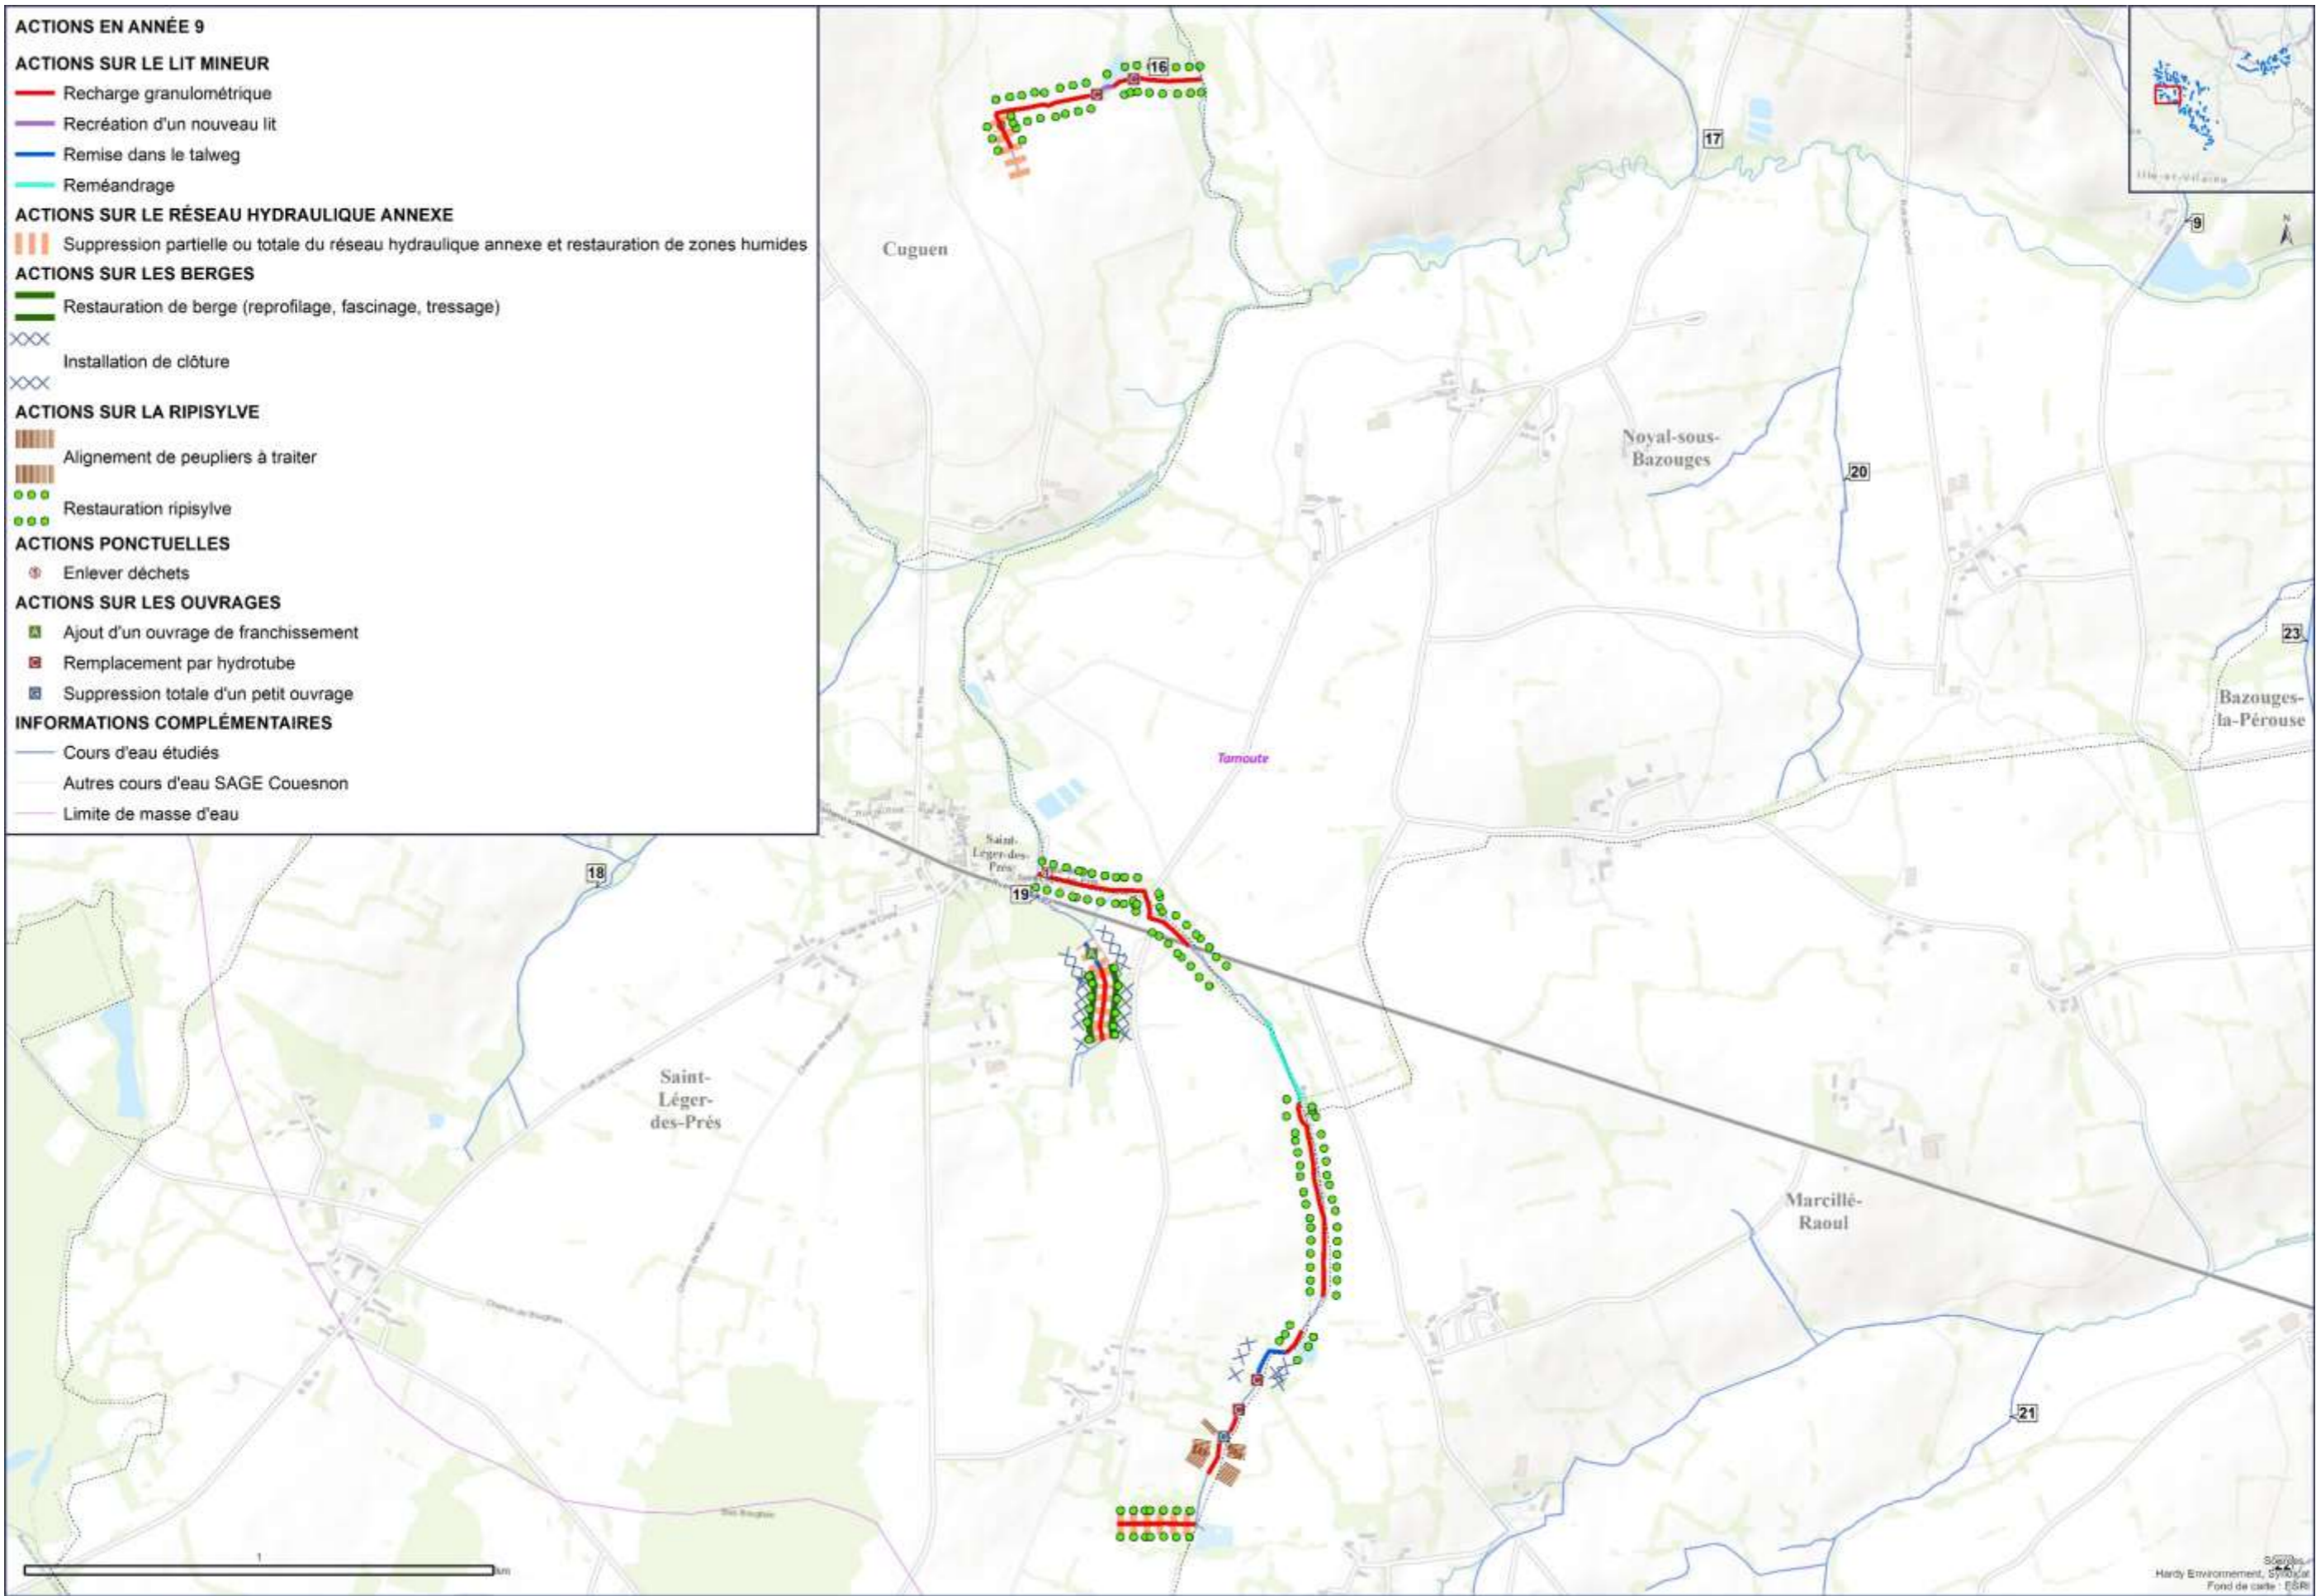 ACTIONS EN ANNÉE 9
ACTIONS SUR LE LIT MINEUR
Recharge granulométrique
Recréation d'un nouveau lit
Remise dans le talweg
Reméandrage
ACTIONS SUR LE RÉSEAU HYDRAULIQUE ANNEXE
Suppression partielle ou totale du réseau hydraulique annexe et restauration de zones humides
ACTIONS SUR LES BERGES
Restauration de berge (reprofilage, fascinage, tressage)
Installation de clôture
ACTIONS SUR LA RIPISYLVE
Alignement de peupliers à traiter
Restauration ripisylve
ACTIONS PONCTUELLES
Enlever déchets
ACTIONS SUR LES OUVRAGES
A Ajout d'un ouvrage de franchissement
C Remplacement par hydrotube
Suppression totale d'un petit ouvrage
INFORMATIONS COMPLÉMENTAIRES
Cours d'eau étudiés
Autres cours d'eau SAGE Couesnon
Limite de masse d'eau
16
17
Ille-et-Vilaine
9
N
Cuguen
Noyal-sous-
Bazouges
20
23
Bazouges-
la-Pérouse
Tamoute
Saint-
Léger-des-
Prés
18
19
Saint-
Léger-
des-Prés
Marcillé-
Raoul
21
1
km
Sources :
Hardy Environnement, Syndicat
Fond de carte : ESRI